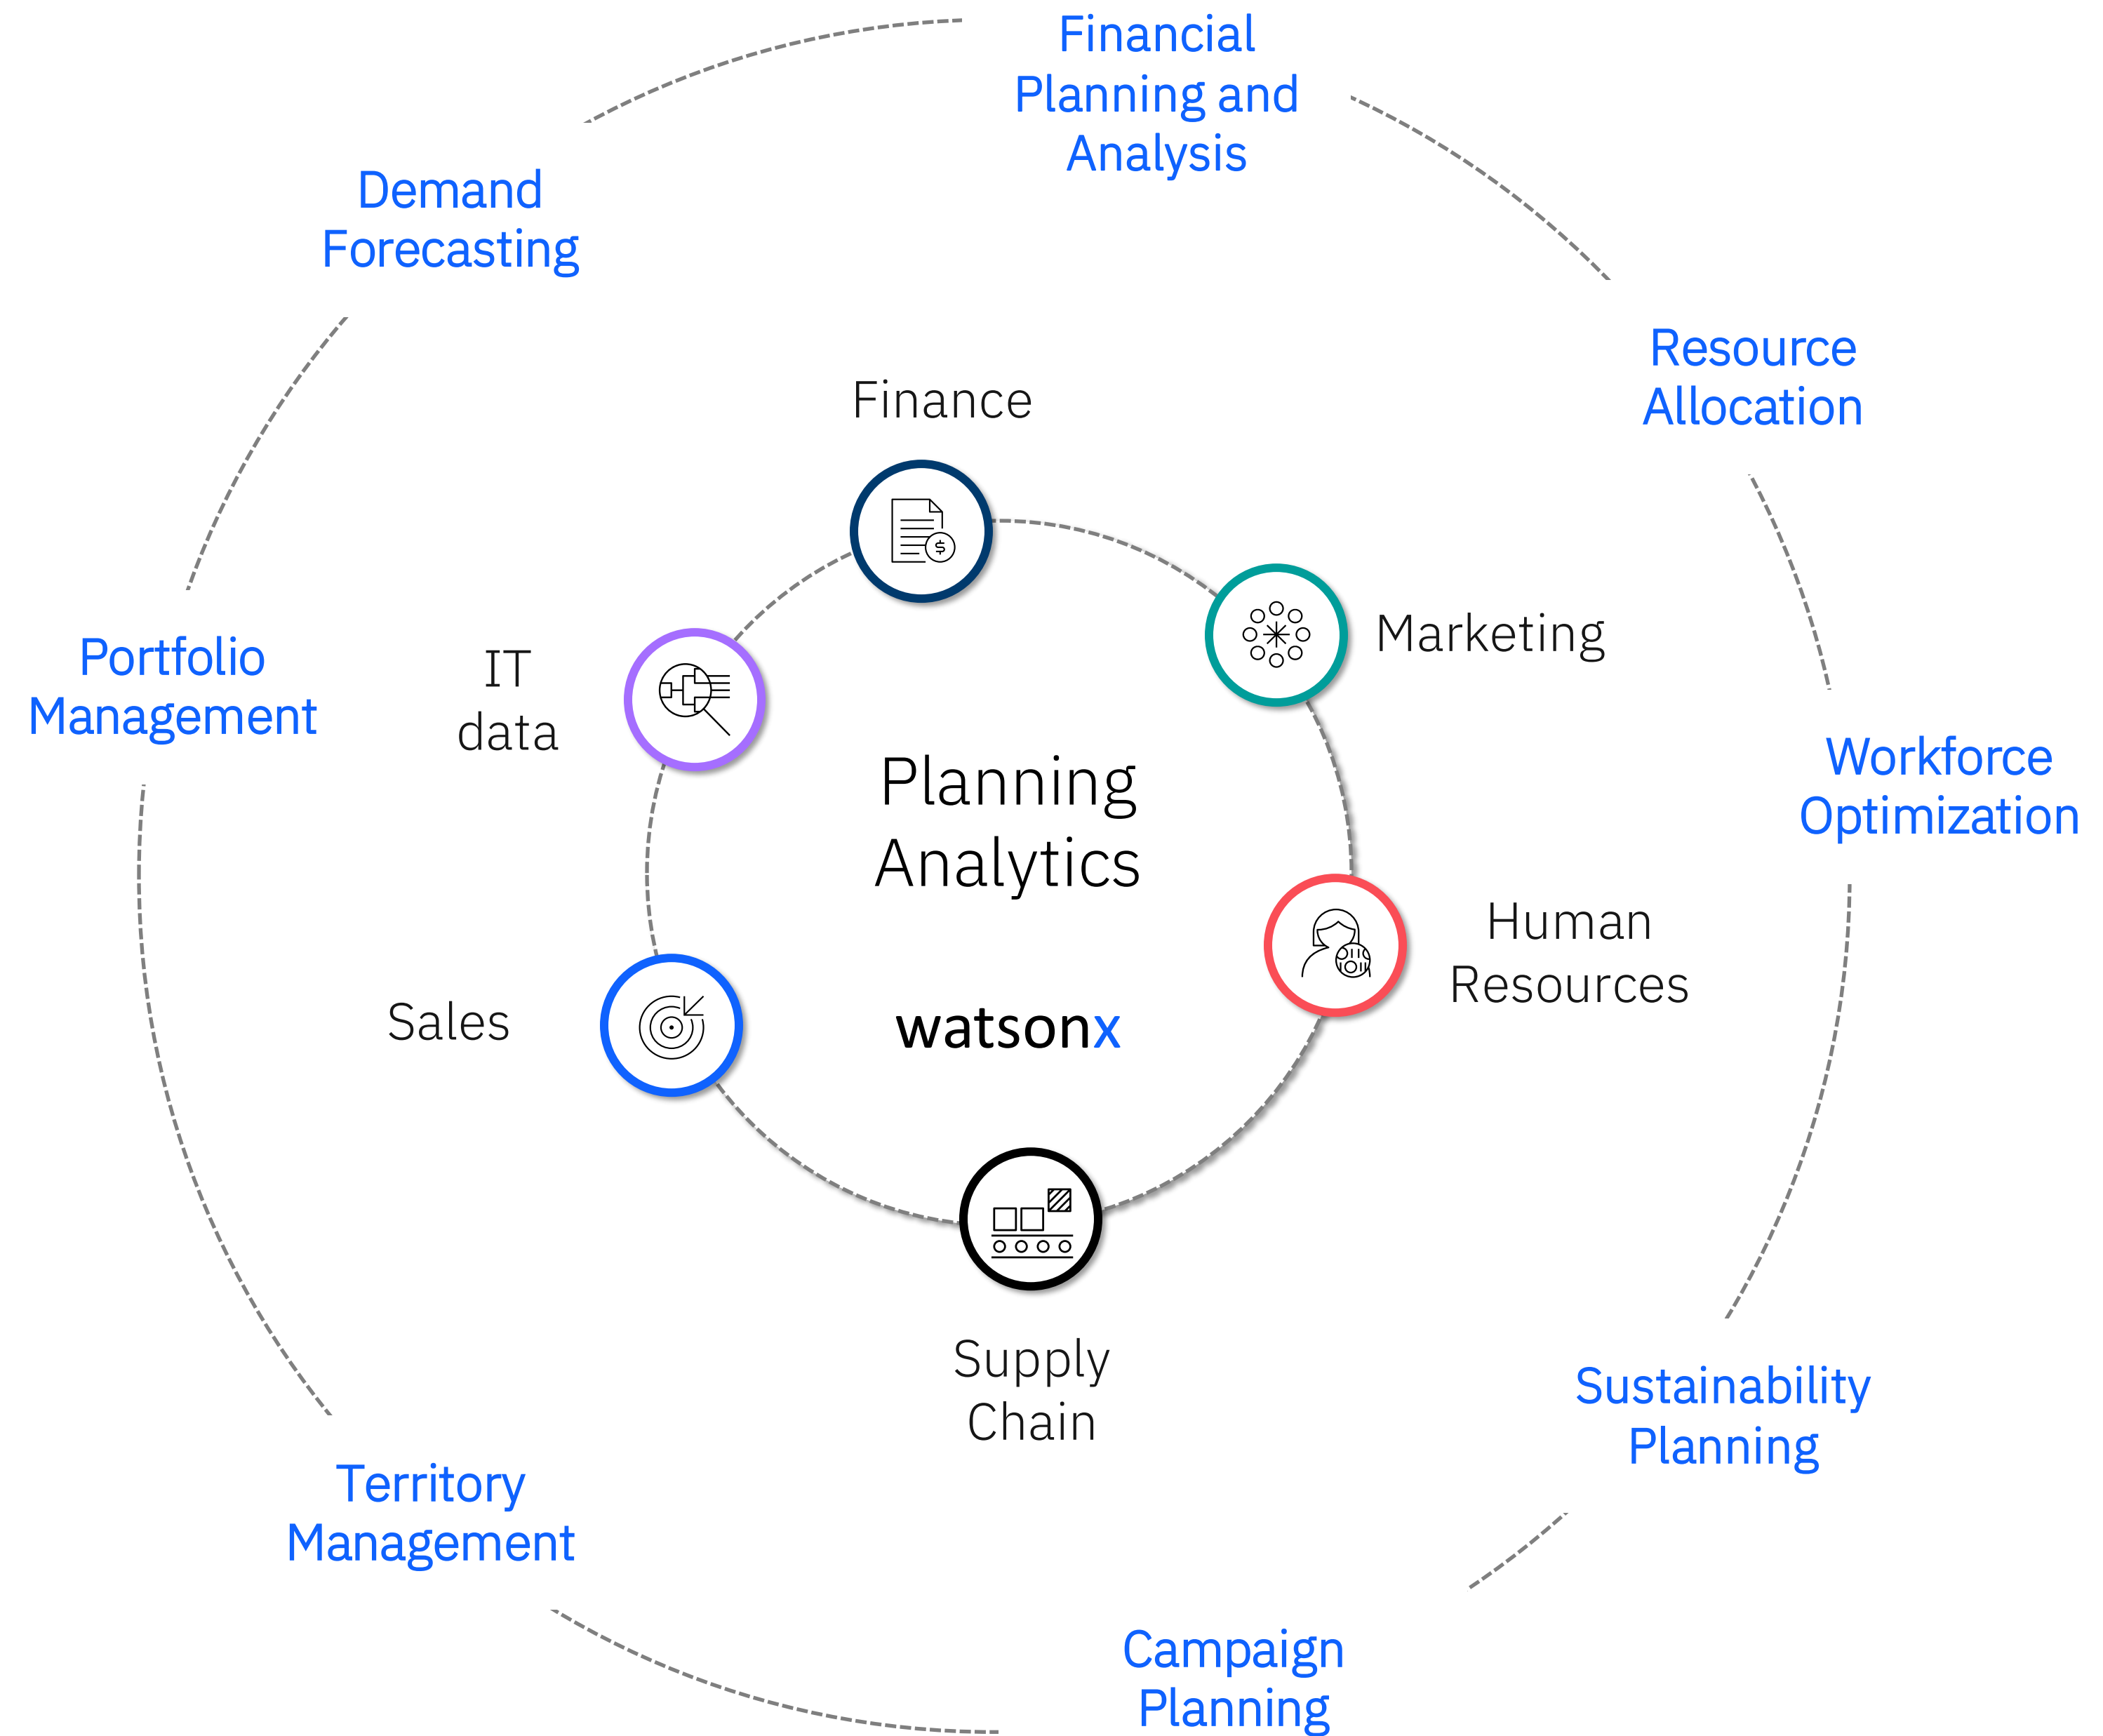 Financial
Planning and
Analysis
Demand
Forecasting
Resource
Allocation
Finance
Marketing
IT
data
Portfolio
Management
Planning
Analytics
Workforce
Optimization
Human
Resources
Sales
watsonx
$
Supply
Chain
Sustainability
Planning
Territory
Management
Campaign
Planning